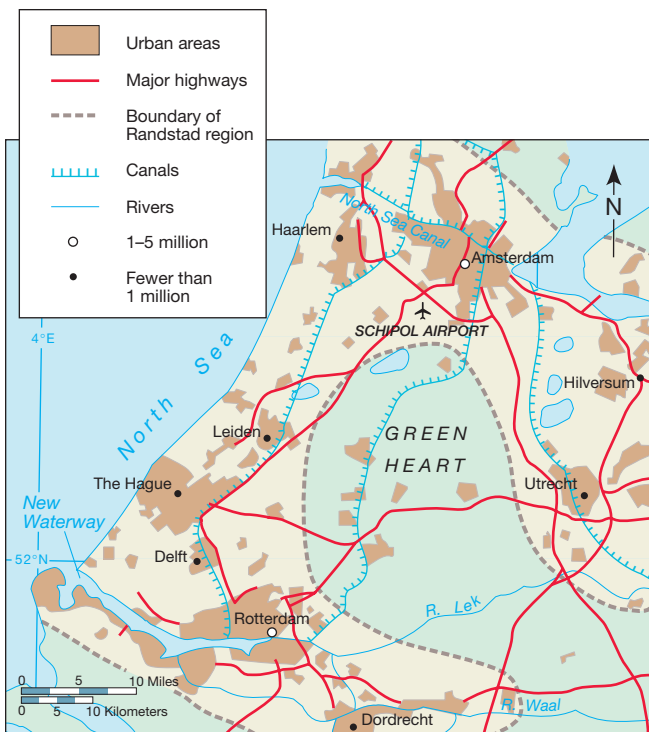 Urban areas
Major highways
Boundary of
Randstad region
Canals
Rivers
1–5 million
Fewer than
1 million
N
North Sea Canal
Haarlem
Amsterdam
SCHIPOL AIRPORT
4°E
North Sea
Hilversum
Leiden
GREEN
HEART
The Hague
Utrecht
New
Waterway
Delft
52°N
R. Lek
Rotterdam
0 5 10 Miles
0 5 10 Kilometers
R. Waal
Dordrecht